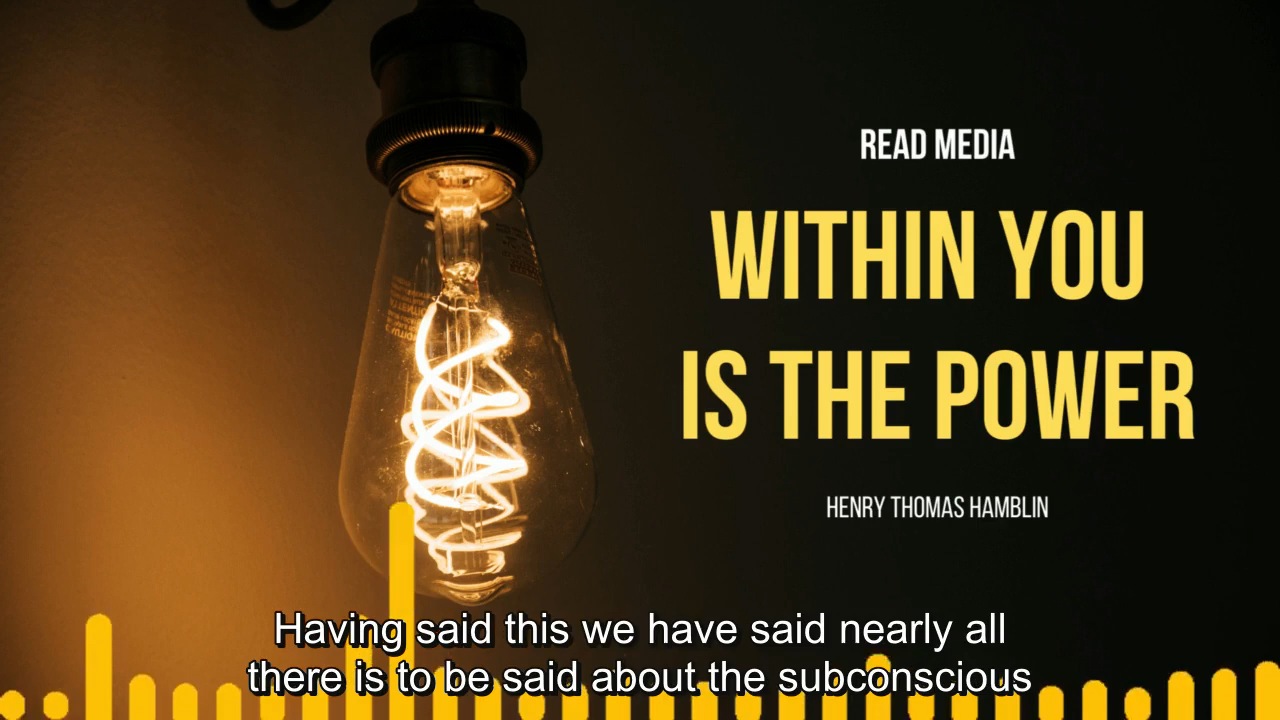 READ MEDIA
WITHIN YOU
IS THE POWER
HENRY THOMAS HAMBLIN
Having said this we have said nearly all
there is to be said about the subconscious